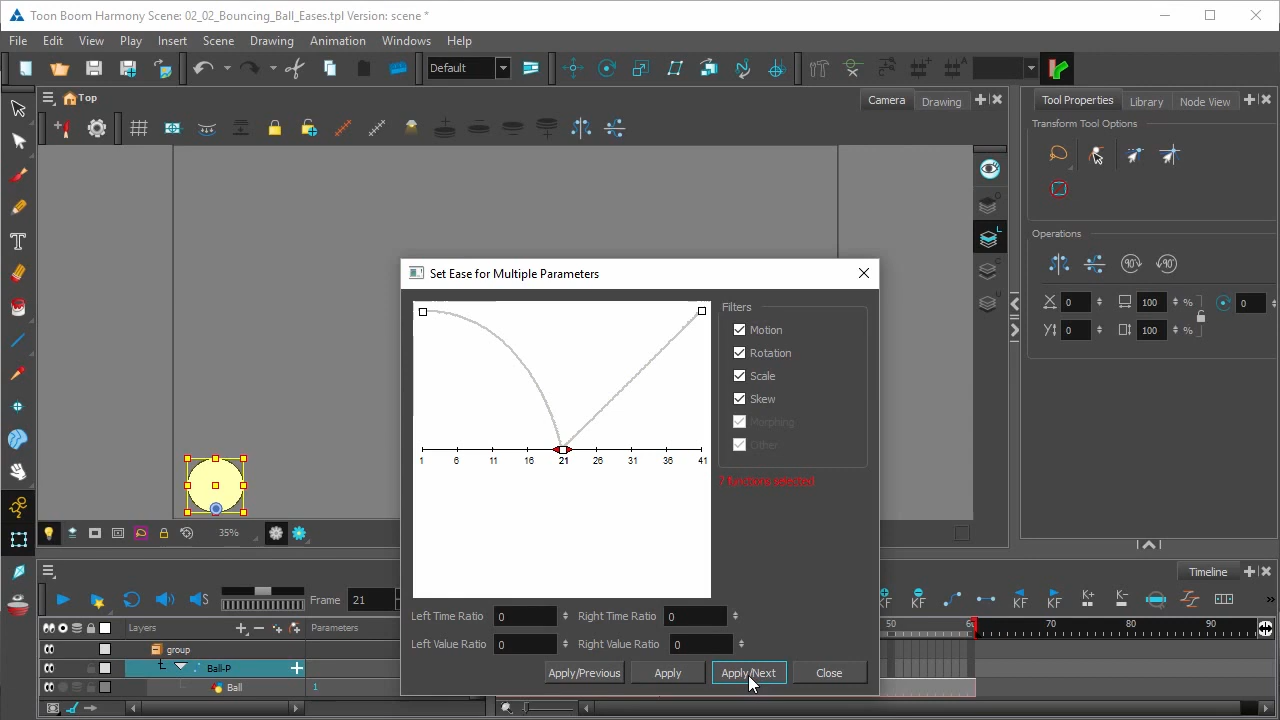 Toon Boom Harmony Scene: 02_02_Bouncing_Ball_Eases.tpl Version: scene *
File Edit View Play Insert Scene Drawing Animation Windows Help
Default
Top
Camera Drawing
Tool Properties Library Node View
Transform Tool Options
Operations
0 100 % 0
0 100 %
Set Ease for Multiple Parameters
Filters
Motion
Rotation
Scale
Skew
Morphing
Other
7 functions selected
1 6 11 16 21 26 31 36 41
Left Time Ratio 0 Right Time Ratio 0
Left Value Ratio 0 Right Value Ratio 0
Apply/Previous Apply Apply/Next Close
35%
Timeline
Frame 21
Layers Parameters
50 70 80 90
group
Ball-P
Ball 1